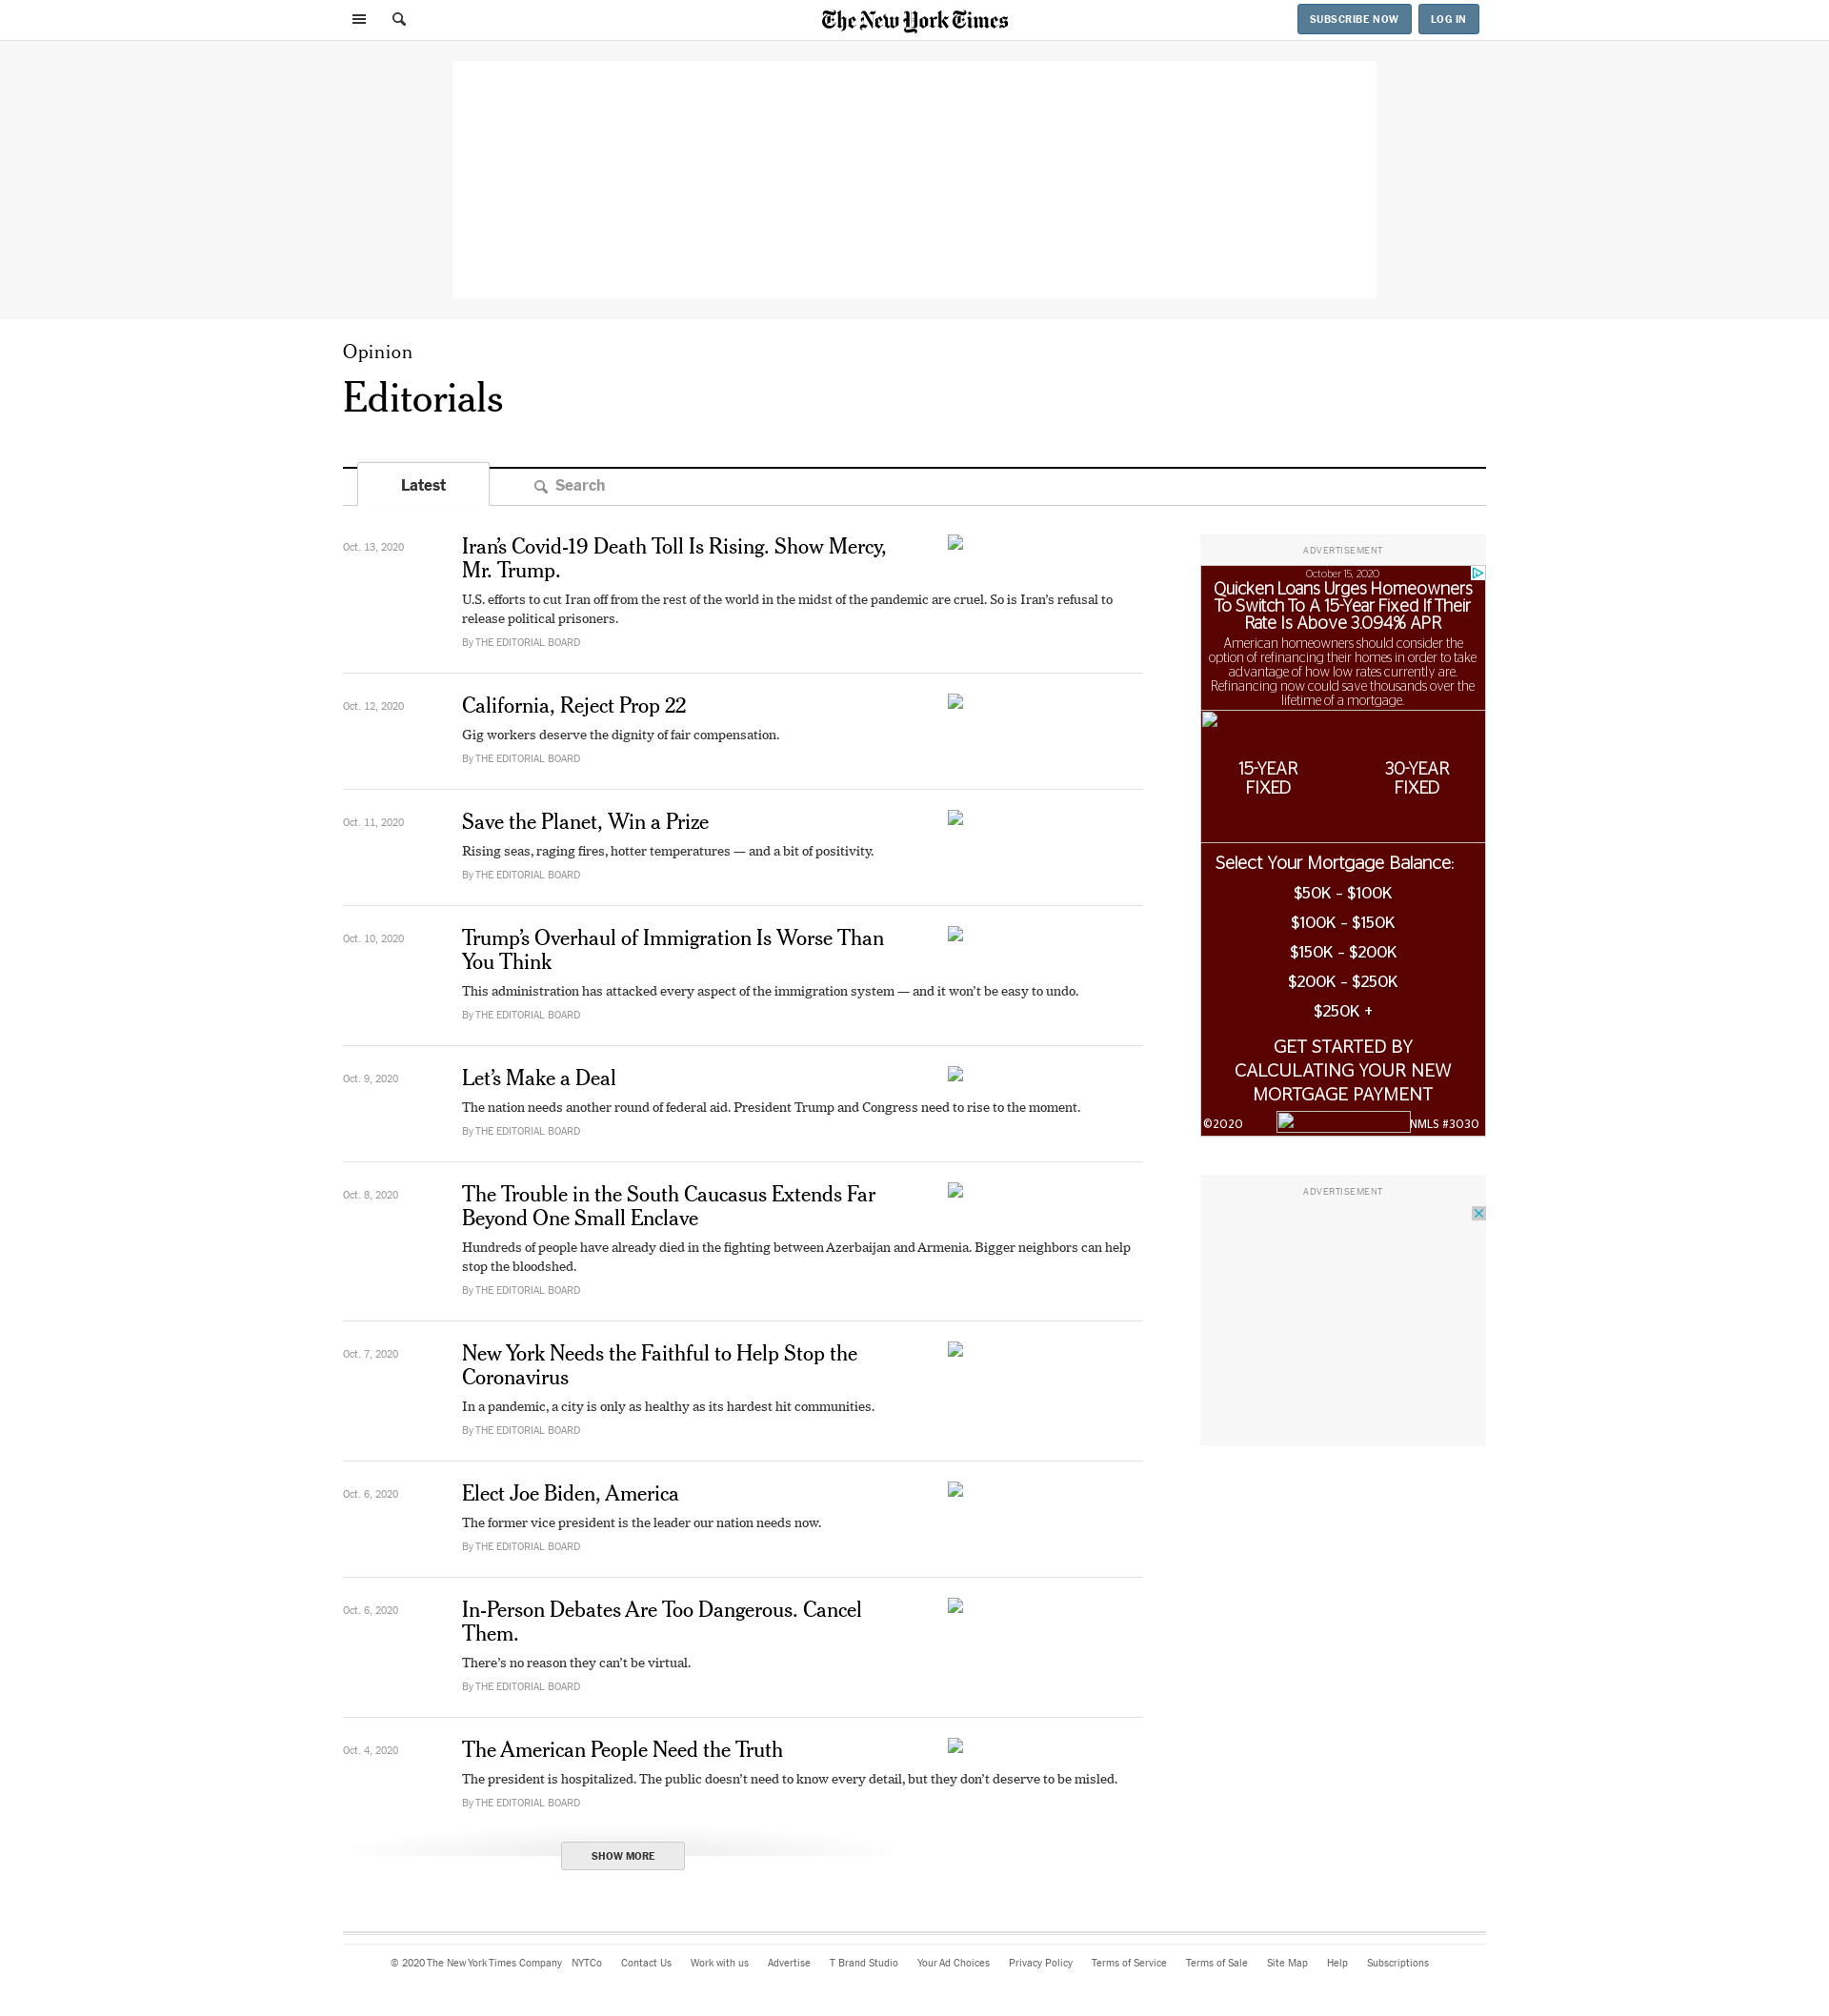 The New York Times
SUBSCRIBE NOW
LOG IN
Opinion
Editorials
Latest
Search
Oct. 13, 2020
Iran’s Covid-19 Death Toll Is Rising. Show Mercy,
Mr. Trump.
U.S. efforts to cut Iran off from the rest of the world in the midst of the pandemic are cruel. So is Iran’s refusal to
release political prisoners.
By THE EDITORIAL BOARD
Oct. 12, 2020
California, Reject Prop 22
Gig workers deserve the dignity of fair compensation.
By THE EDITORIAL BOARD
Oct. 11, 2020
Save the Planet, Win a Prize
Rising seas, raging fires, hotter temperatures — and a bit of positivity.
By THE EDITORIAL BOARD
Oct. 10, 2020
Trump’s Overhaul of Immigration Is Worse Than
You Think
This administration has attacked every aspect of the immigration system — and it won’t be easy to undo.
By THE EDITORIAL BOARD
Oct. 9, 2020
Let’s Make a Deal
The nation needs another round of federal aid. President Trump and Congress need to rise to the moment.
By THE EDITORIAL BOARD
Oct. 8, 2020
The Trouble in the South Caucasus Extends Far
Beyond One Small Enclave
Hundreds of people have already died in the fighting between Azerbaijan and Armenia. Bigger neighbors can help
stop the bloodshed.
By THE EDITORIAL BOARD
Oct. 7, 2020
New York Needs the Faithful to Help Stop the
Coronavirus
In a pandemic, a city is only as healthy as its hardest hit communities.
By THE EDITORIAL BOARD
Oct. 6, 2020
Elect Joe Biden, America
The former vice president is the leader our nation needs now.
By THE EDITORIAL BOARD
Oct. 6, 2020
In-Person Debates Are Too Dangerous. Cancel
Them.
There’s no reason they can’t be virtual.
By THE EDITORIAL BOARD
Oct. 4, 2020
The American People Need the Truth
The president is hospitalized. The public doesn’t need to know every detail, but they don’t deserve to be misled.
By THE EDITORIAL BOARD
SHOW MORE
ADVERTISEMENT
October 15, 2020
Quicken Loans Urges Homeowners
To Switch To A 15-Year Fixed If Their
Rate Is Above 3.094% APR
American homeowners should consider the
option of refinancing their homes in order to take
advantage of how low rates currently are.
Refinancing now could save thousands over the
lifetime of a mortgage.
15-YEAR
FIXED
30-YEAR
FIXED
Select Your Mortgage Balance:
$50K - $100K
$100K - $150K
$150K - $200K
$200K - $250K
$250K +
GET STARTED BY
CALCULATING YOUR NEW
MORTGAGE PAYMENT
©2020
NMLS #3030
ADVERTISEMENT
© 2020 The New York Times Company NYTCo Contact Us Work with us Advertise T Brand Studio Your Ad Choices Privacy Policy Terms of Service Terms of Sale Site Map Help Subscriptions